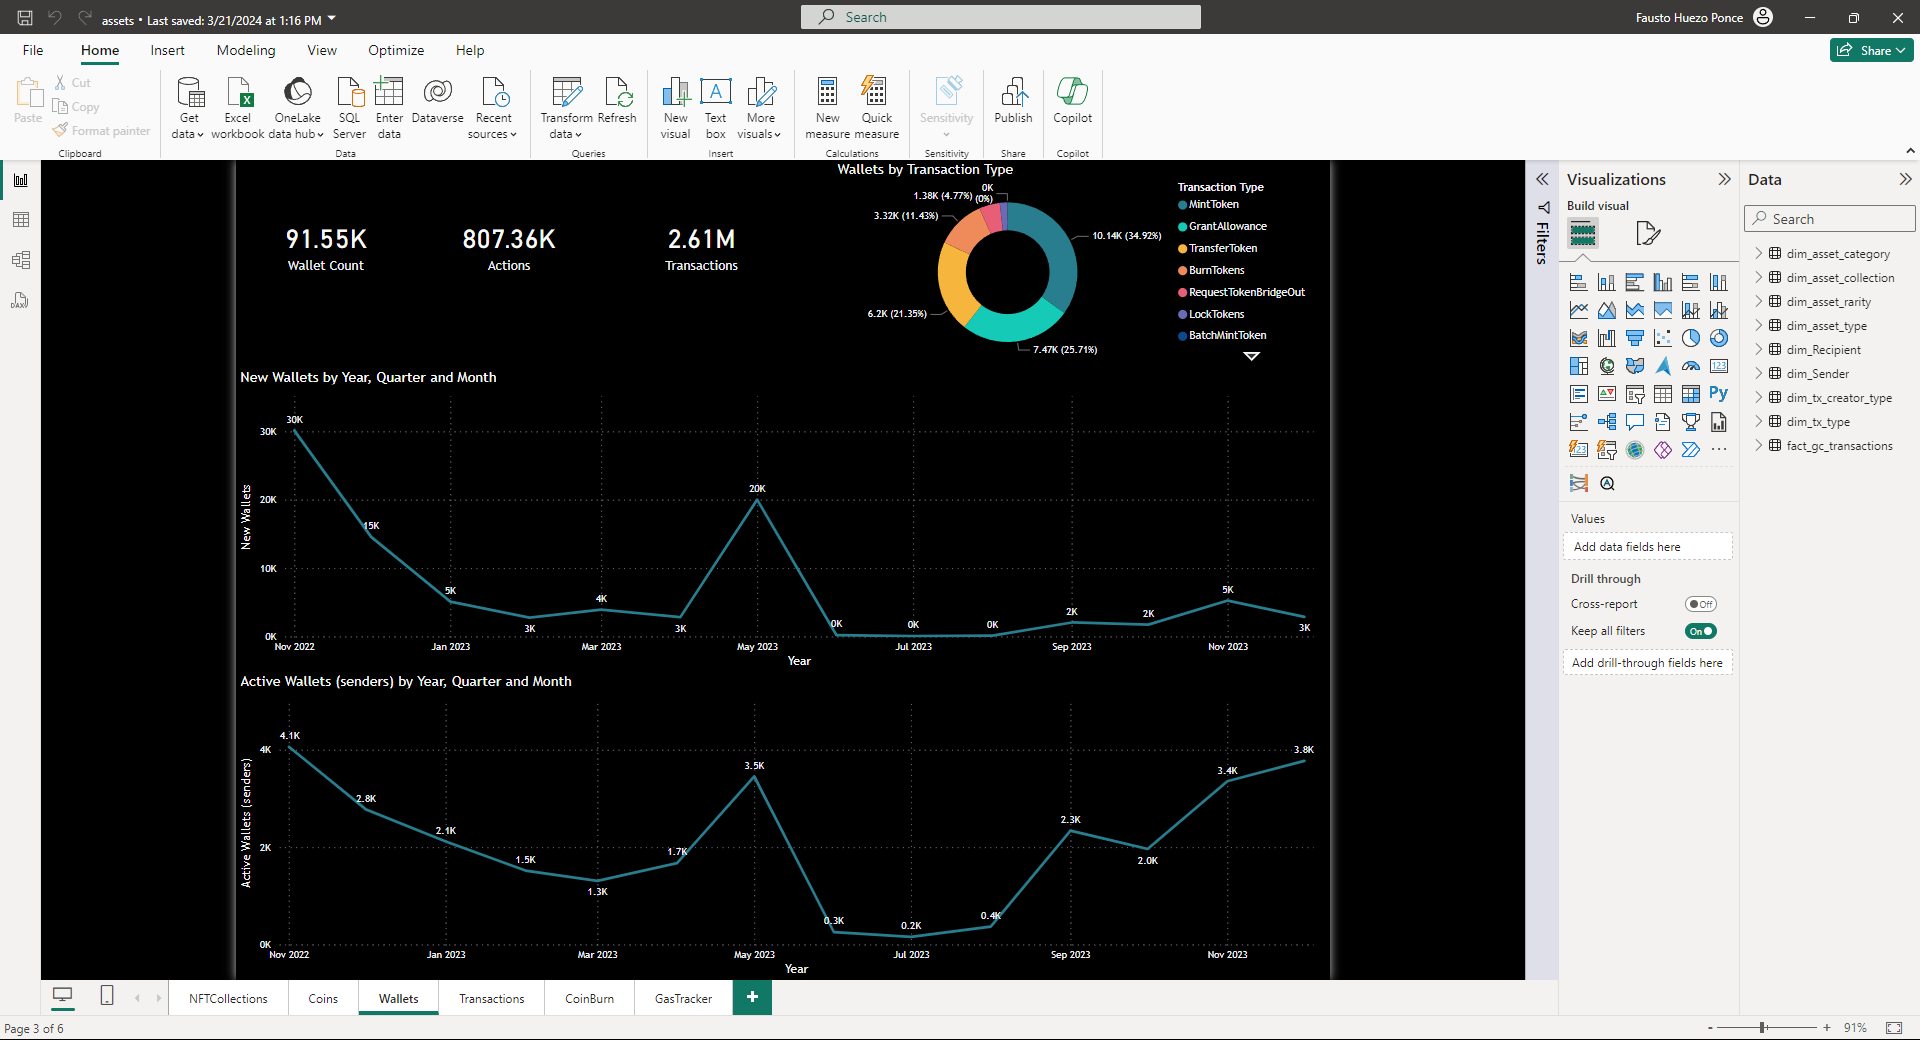 assets • Last saved: 3/21/2024 at 1:16 PM
Search
Fausto Huezo Ponce
File Home Insert Modeling View Optimize Help
Share
Paste
Cut
Copy
Format painter
Clipboard
Get data
Excel workbook
OneLake data hub
SQL Server
Enter data
Dataverse
Recent sources
Data
Transform data
Refresh
Queries
New visual
Text box
More visuals
Insert
New measure
Quick measure
Calculations
Sensitivity
Sensitivity
Publish
Share
Copilot
Copilot
91.55K
Wallet Count
807.36K
Actions
2.61M
Transactions
Wallets by Transaction Type
0K
(0%)
1.38K (4.77%)
3.32K (11.43%)
10.14K (34.92%)
6.2K (21.35%)
7.47K (25.71%)
Transaction Type
MintToken
GrantAllowance
TransferToken
BurnTokens
RequestTokenBridgeOut
LockTokens
BatchMintToken
New Wallets by Year, Quarter and Month
New Wallets
30K
20K
10K
0K
30K
15K
5K
3K
4K
3K
20K
0K
0K
0K
2K
2K
5K
3K
Nov 2022 Jan 2023 Mar 2023 May 2023 Jul 2023 Sep 2023 Nov 2023
Year
Active Wallets (senders) by Year, Quarter and Month
Active Wallets (senders)
4K
2K
0K
4.1K
2.8K
2.1K
1.5K
1.3K
1.7K
3.5K
0.3K
0.2K
0.4K
2.3K
2.0K
3.4K
3.8K
Nov 2022 Jan 2023 Mar 2023 May 2023 Jul 2023 Sep 2023 Nov 2023
Year
Filters
Visualizations
Build visual
123
Py
123
Values
Add data fields here
Drill through
Cross-report
Off
Keep all filters
On
Add drill-through fields here
Data
Search
dim_asset_category
dim_asset_collection
dim_asset_rarity
dim_asset_type
dim_Recipient
dim_Sender
dim_tx_creator_type
dim_tx_type
fact_gc_transactions
NFTCollections Coins Wallets Transactions CoinBurn GasTracker +
Page 3 of 6
- + 91%